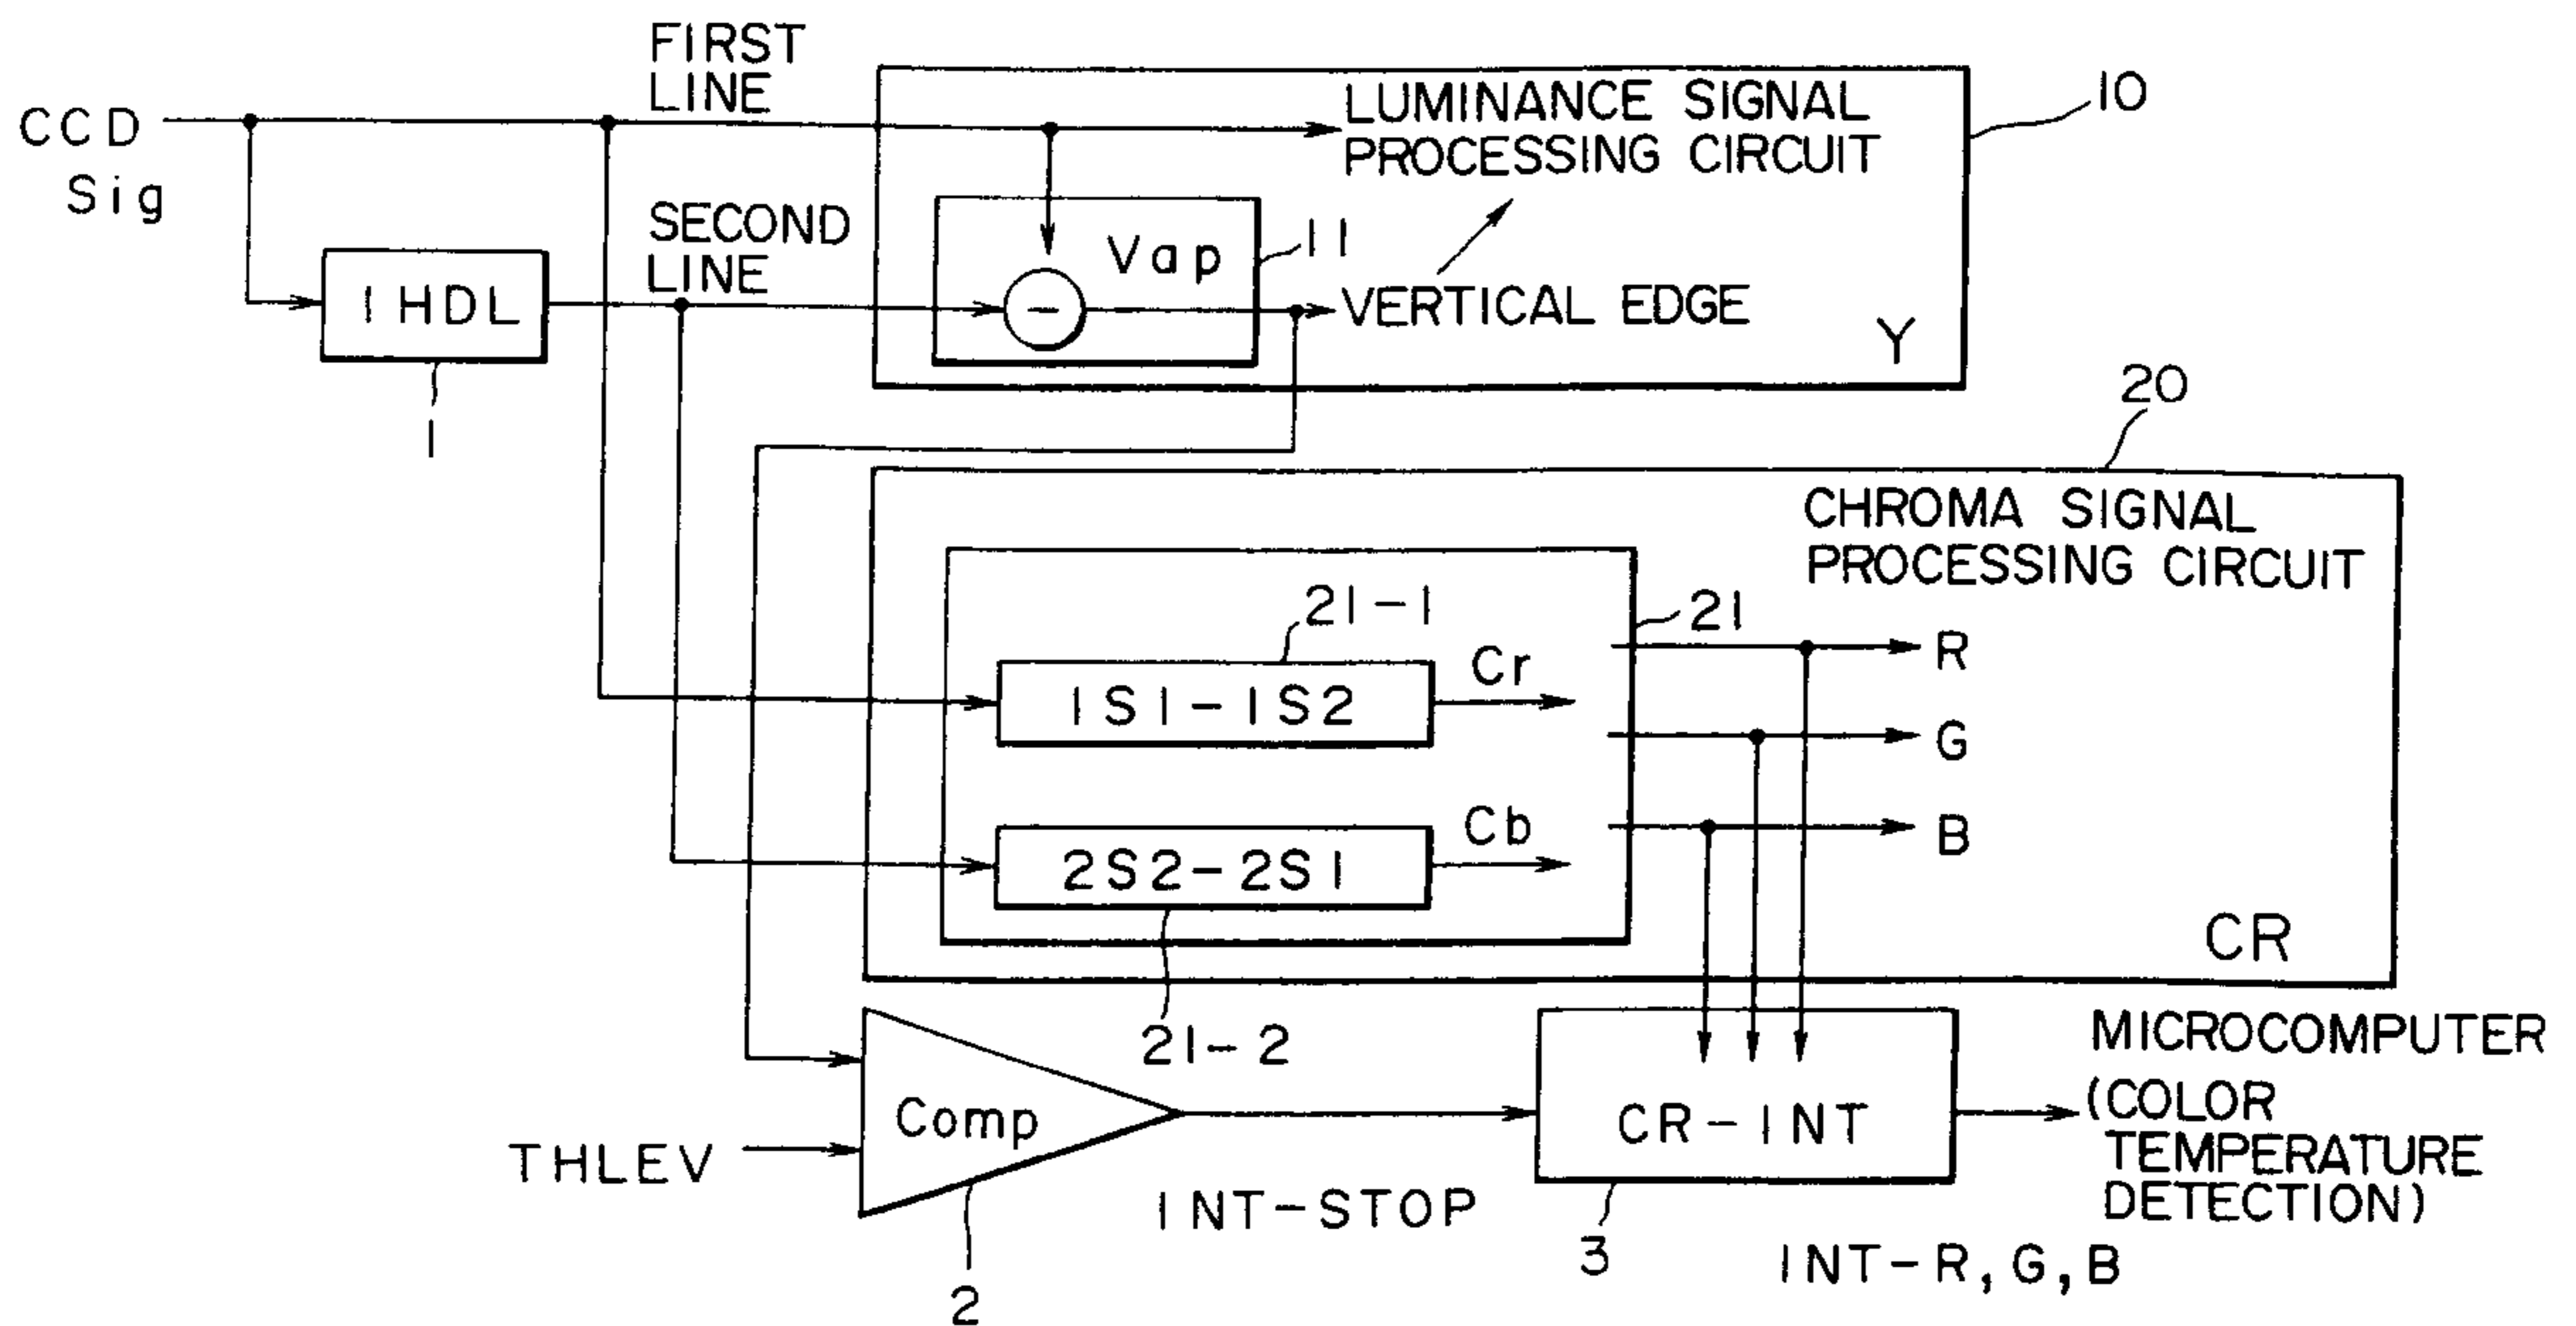 FIRST
LINE
CCD
Sig
LUMINANCE SIGNAL
PROCESSING CIRCUIT
10
SECOND
LINE
Vap
11
1HDL
VERTICAL EDGE
Y
1
20
CHROMA SIGNAL
PROCESSING CIRCUIT
21-1
21
R
Cr
1S1-1S2
G
Cb
B
2S2-2S1
CR
21-2
MICROCOMPUTER
(COLOR
TEMPERATURE
DETECTION)
Comp
CR-INT
THLEV
INT-STOP
3
INT-R, G, B
2